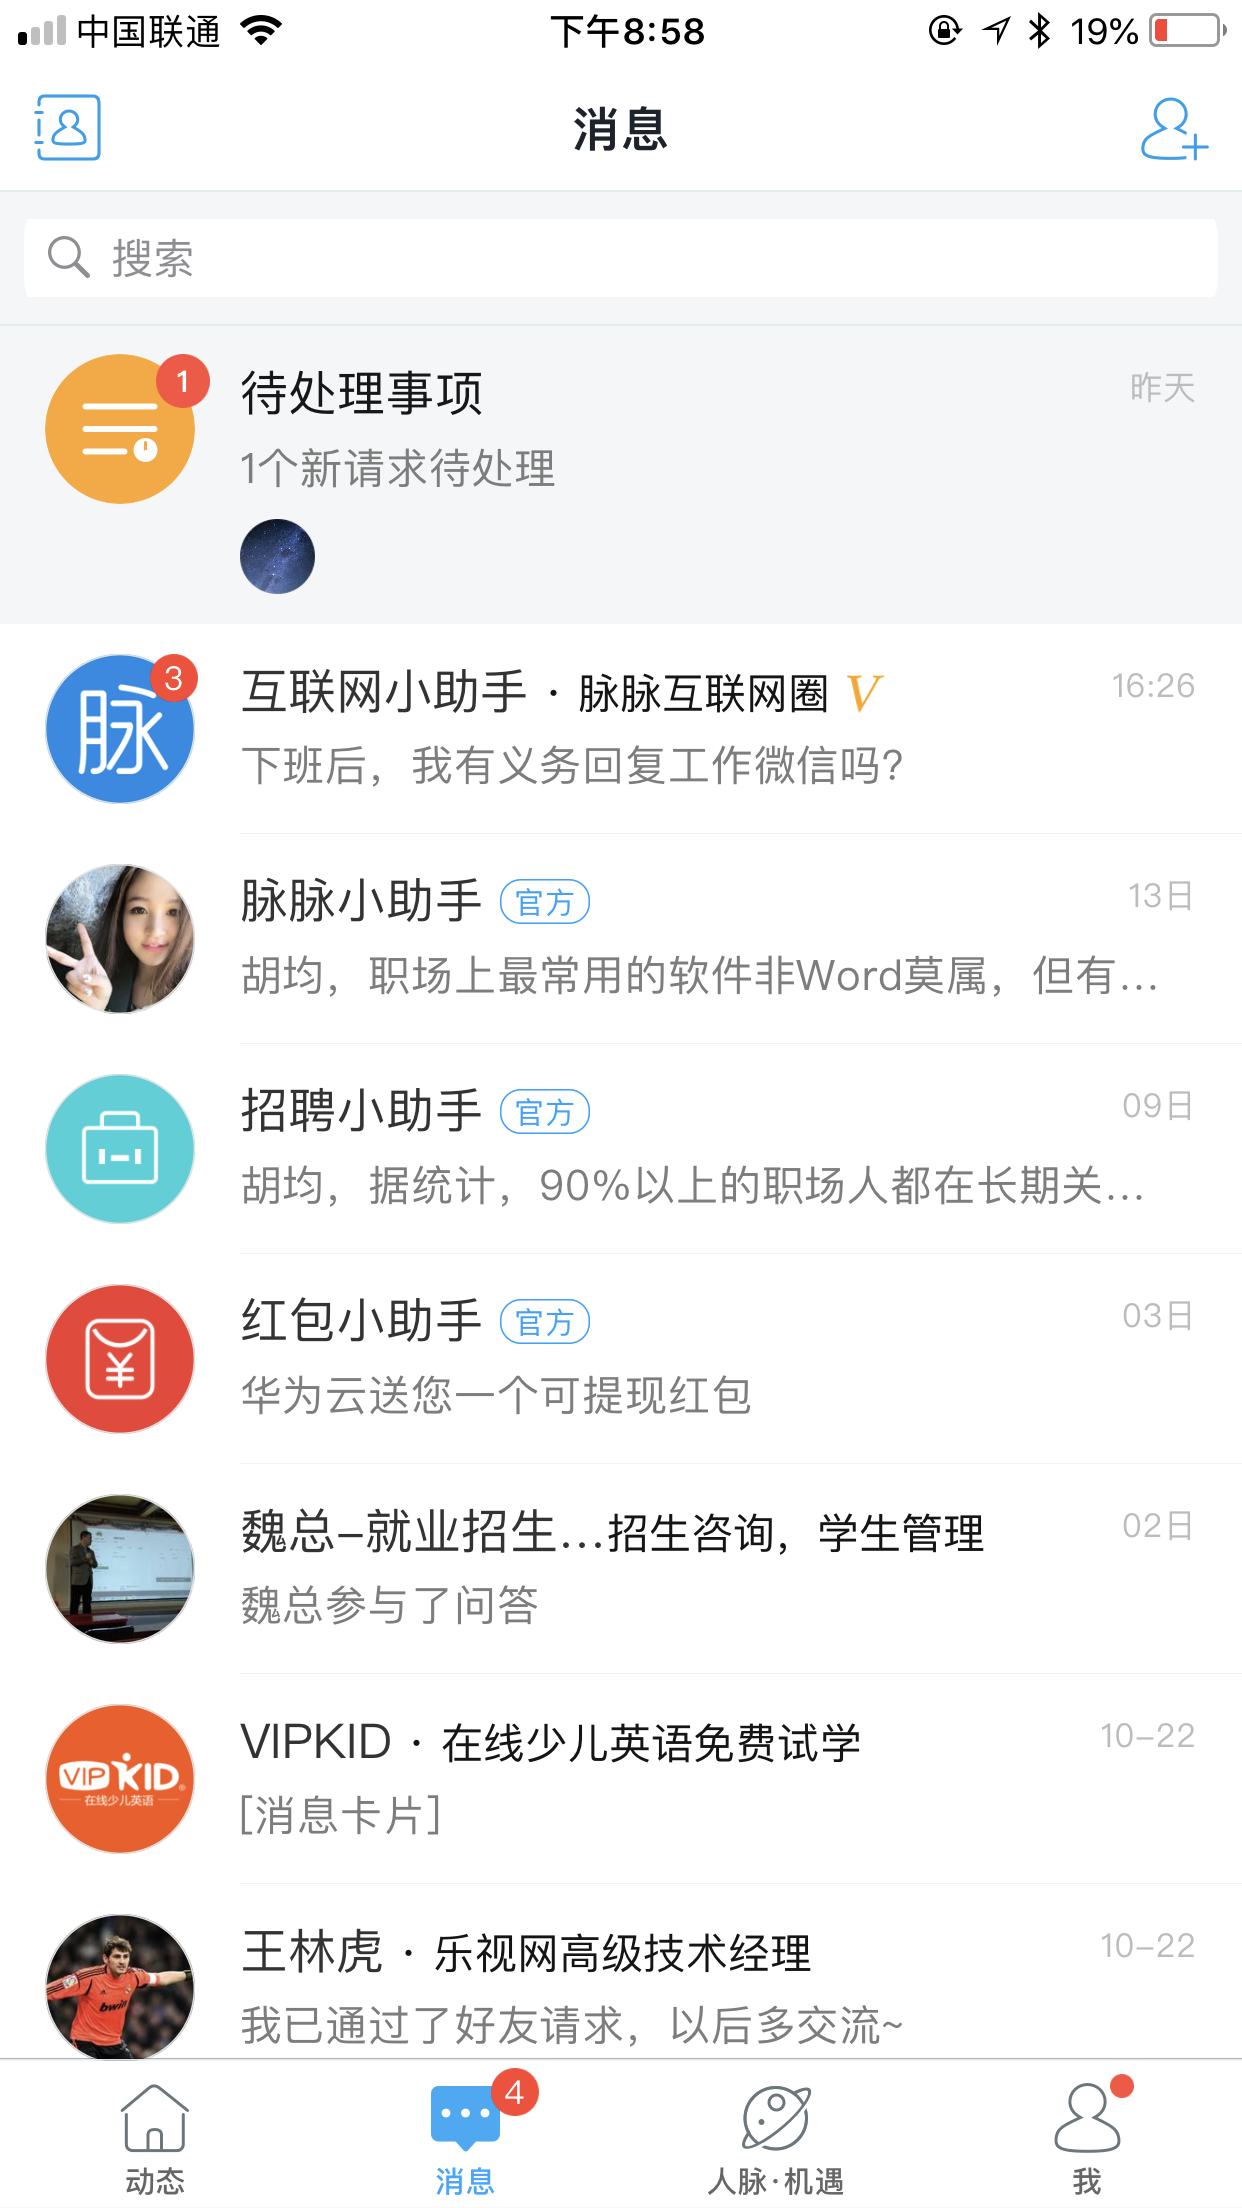 中国联通 下午8:58 19%
消息
搜索
1
待处理事项 昨天
1个新请求待处理
脉 3
互联网小助手 · 脉脉互联网圈 V 16:26
下班后，我有义务回复工作微信吗?
脉脉小助手 官方 13日
胡均，职场上最常用的软件非Word莫属，但有...
招聘小助手 官方 09日
胡均，据统计，90%以上的职场人都在长期关...
红包小助手 官方 03日
¥
华为云送您一个可提现红包
魏总-就业招生...招生咨询，学生管理 02日
魏总参与了问答
VIPKID · 在线少儿英语免费试学 10-22
VIPKID
在线少儿英语
[消息卡片]
王林虎 · 乐视网高级技术经理 10-22
bwin
我已通过了好友请求，以后多交流~
4
动态 消息 人脉·机遇 我